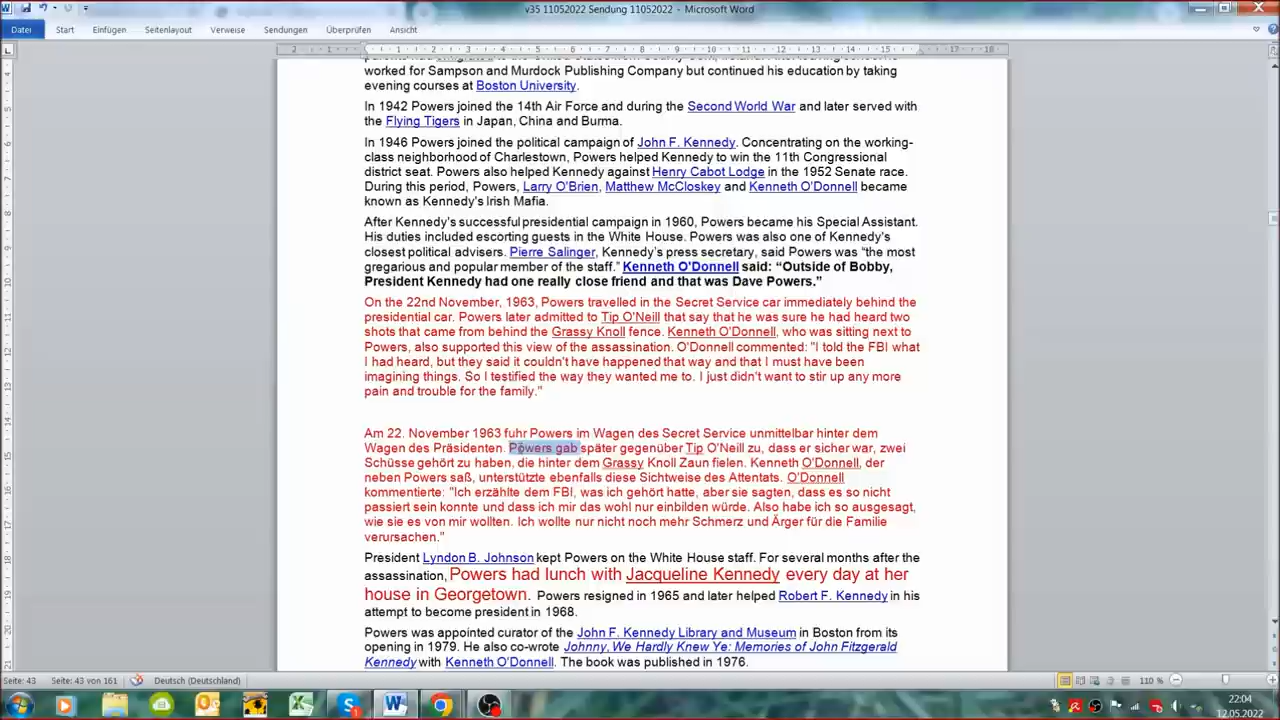 v35 11052022 Sendung 11052022 - Microsoft Word
Datei Start Einfügen Seitenlayout Verweise Sendungen Überprüfen Ansicht
2 1 1 2 3 4 5 6 7 8 9 10 11 12 13 14 15 17 18
worked for Sampson and Murdock Publishing Company but continued his education by taking
evening courses at Boston University.
In 1942 Powers joined the 14th Air Force and during the Second World War and later served with
the Flying Tigers in Japan, China and Burma.
In 1946 Powers joined the political campaign of John F. Kennedy. Concentrating on the working-
class neighborhood of Charlestown, Powers helped Kennedy to win the 11th Congressional
district seat. Powers also helped Kennedy against Henry Cabot Lodge in the 1952 Senate race.
During this period, Powers, Larry O'Brien, Matthew McCloskey and Kenneth O'Donnell became
known as Kennedy's Irish Mafia.
After Kennedy's successful presidential campaign in 1960, Powers became his Special Assistant.
His duties included escorting guests in the White House. Powers was also one of Kennedy's
closest political advisers. Pierre Salinger, Kennedy's press secretary, said Powers was "the most
gregarious and popular member of the staff." Kenneth O'Donnell said: "Outside of Bobby,
President Kennedy had one really close friend and that was Dave Powers."
On the 22nd November, 1963, Powers travelled in the Secret Service car immediately behind the
presidential car. Powers later admitted to Tip O'Neill that say that he was sure he had heard two
shots that came from behind the Grassy Knoll fence. Kenneth O'Donnell, who was sitting next to
Powers, also supported this view of the assassination. O'Donnell commented: "I told the FBI what
I had heard, but they said it couldn't have happened that way and that I must have been
imagining things. So I testified the way they wanted me to. I just didn't want to stir up any more
pain and trouble for the family."
Am 22. November 1963 fuhr Powers im Wagen des Secret Service unmittelbar hinter dem
Wagen des Präsidenten. Powers gab später gegenüber Tip O'Neill zu, dass er sicher war, zwei
Schüsse gehört zu haben, die hinter dem Grassy Knoll Zaun fielen. Kenneth O'Donnell, der
neben Powers saß, unterstützte ebenfalls diese Sichtweise des Attentats. O'Donnell
kommentierte: "Ich erzählte dem FBI, was ich gehört hatte, aber sie sagten, dass es so nicht
passiert sein konnte und dass ich mir das wohl nur einbilden würde. Also habe ich so ausgesagt,
wie sie es von mir wollten. Ich wollte nur nicht noch mehr Schmerz und Ärger für die Familie
verursachen."
President Lyndon B. Johnson kept Powers on the White House staff. For several months after the
assassination, Powers had lunch with Jacqueline Kennedy every day at her
house in Georgetown. Powers resigned in 1965 and later helped Robert F. Kennedy in his
attempt to become president in 1968.
Powers was appointed curator of the John F. Kennedy Library and Museum in Boston from its
opening in 1979. He also co-wrote Johnny, We Hardly Knew Ye: Memories of John Fitzgerald
Kennedy with Kenneth O'Donnell. The book was published in 1976.
Seite: 43 Seite: 43 von 161 Deutsch (Deutschland) 110 %
22:04
12.05.2022